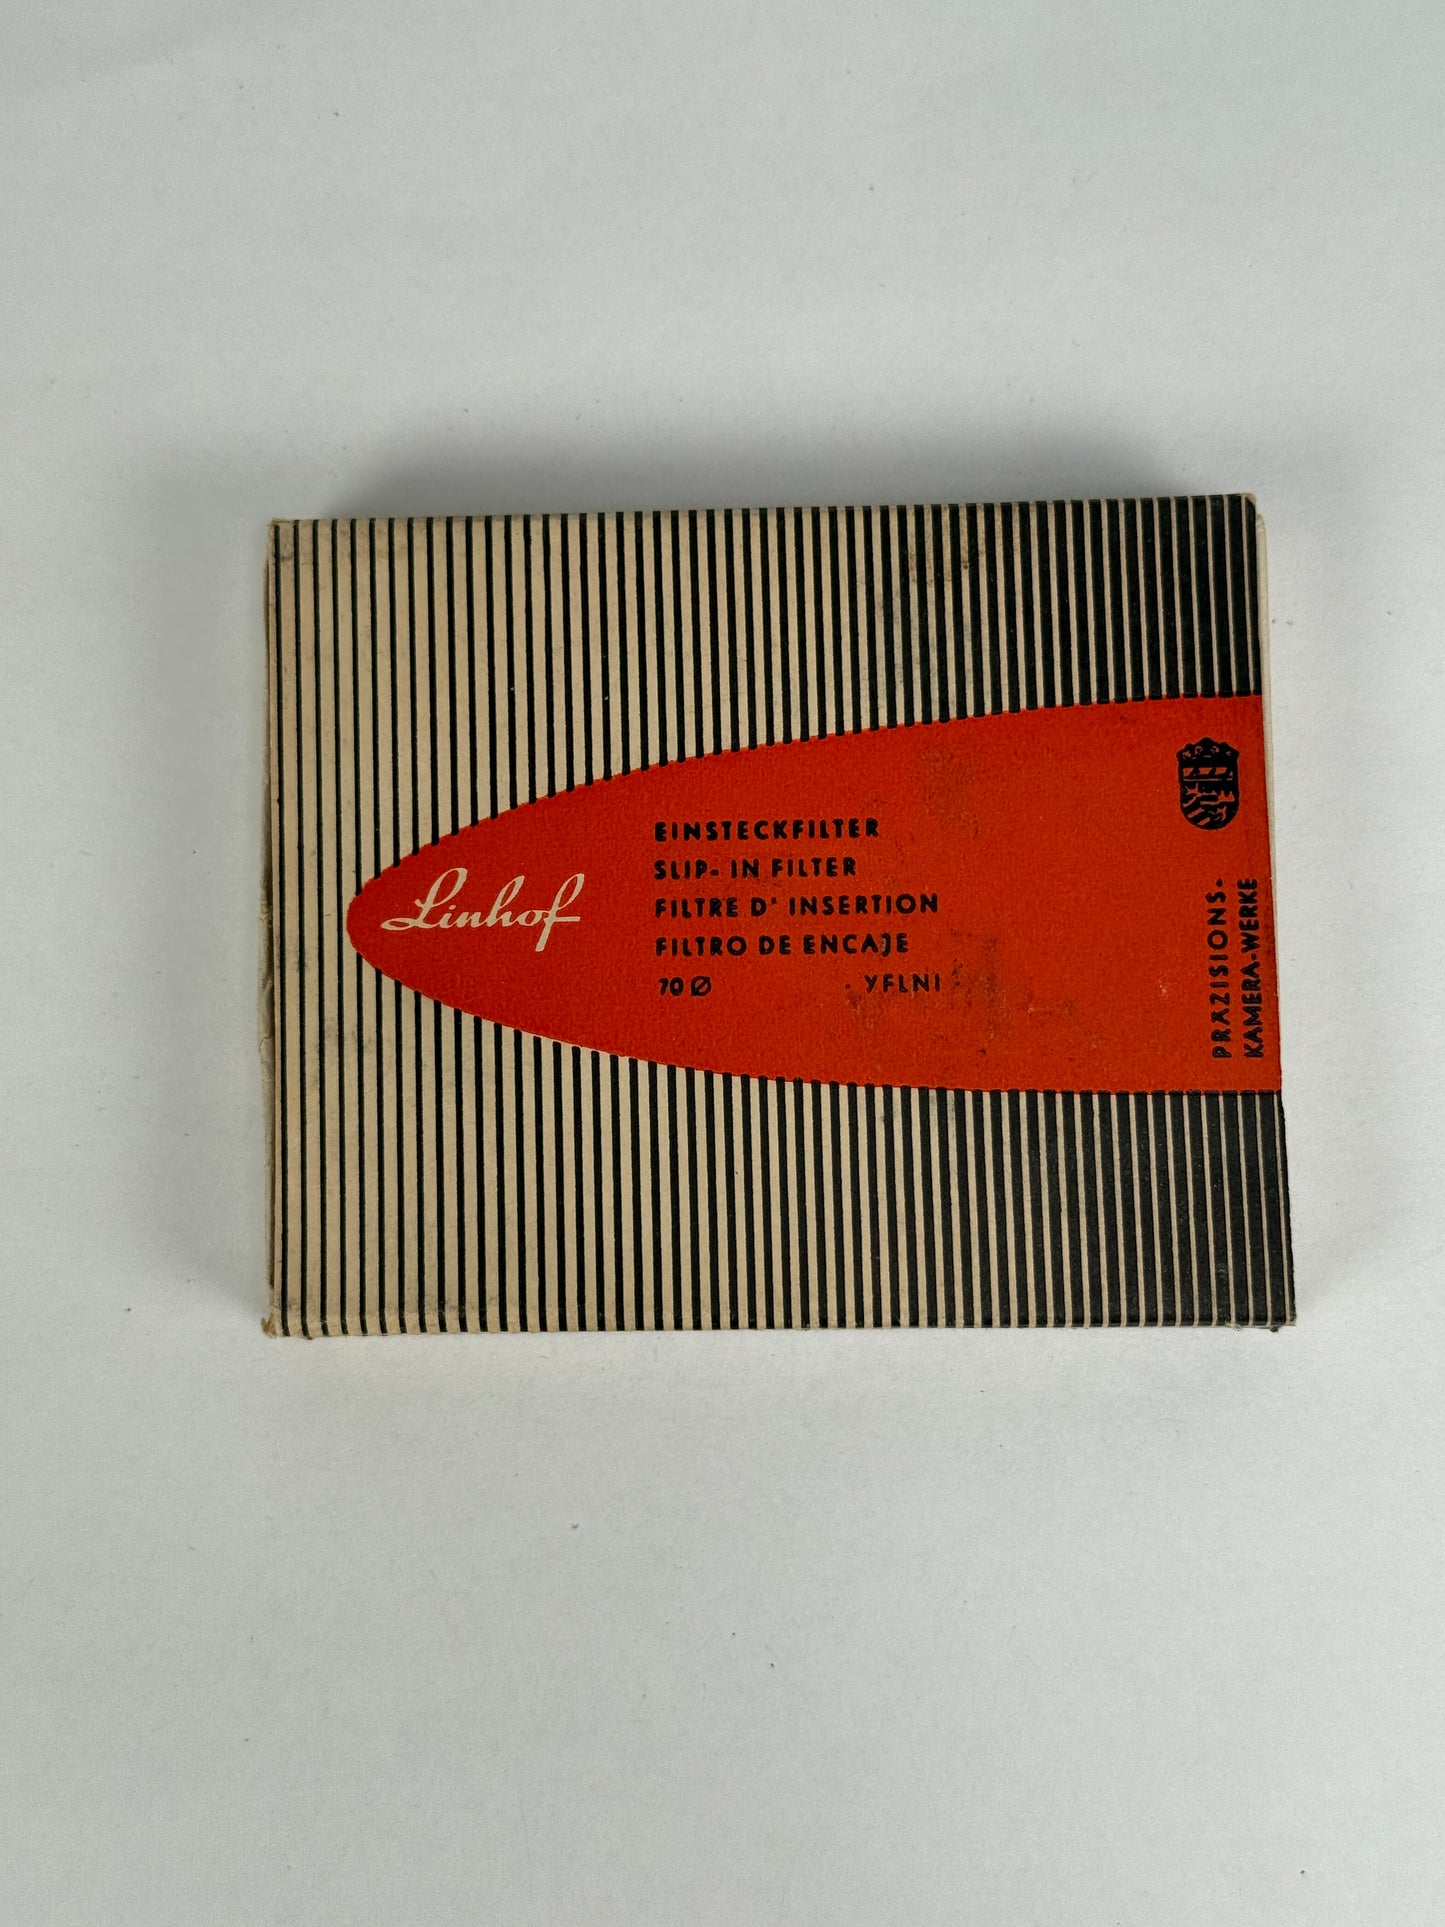 Linhof
EINSTECKFILTER
SLIP-IN FILTER
FILTRE D'INSERTION
FILTRO DE ENCAJE
70 Ø YFLNI
PRÄZISIONS-
KAMERA-WERKE